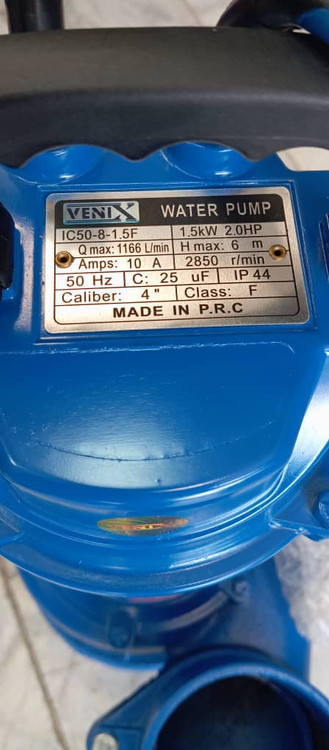 VENIX WATER PUMP
IC50-8-1.5F 1.5kW 2.0HP
Q max: 1166 L/min H max: 6 m
Amps: 10 A 2850 r/min
50 Hz C: 25 uF IP 44
Caliber: 4" Class: F
MADE IN P.R.C